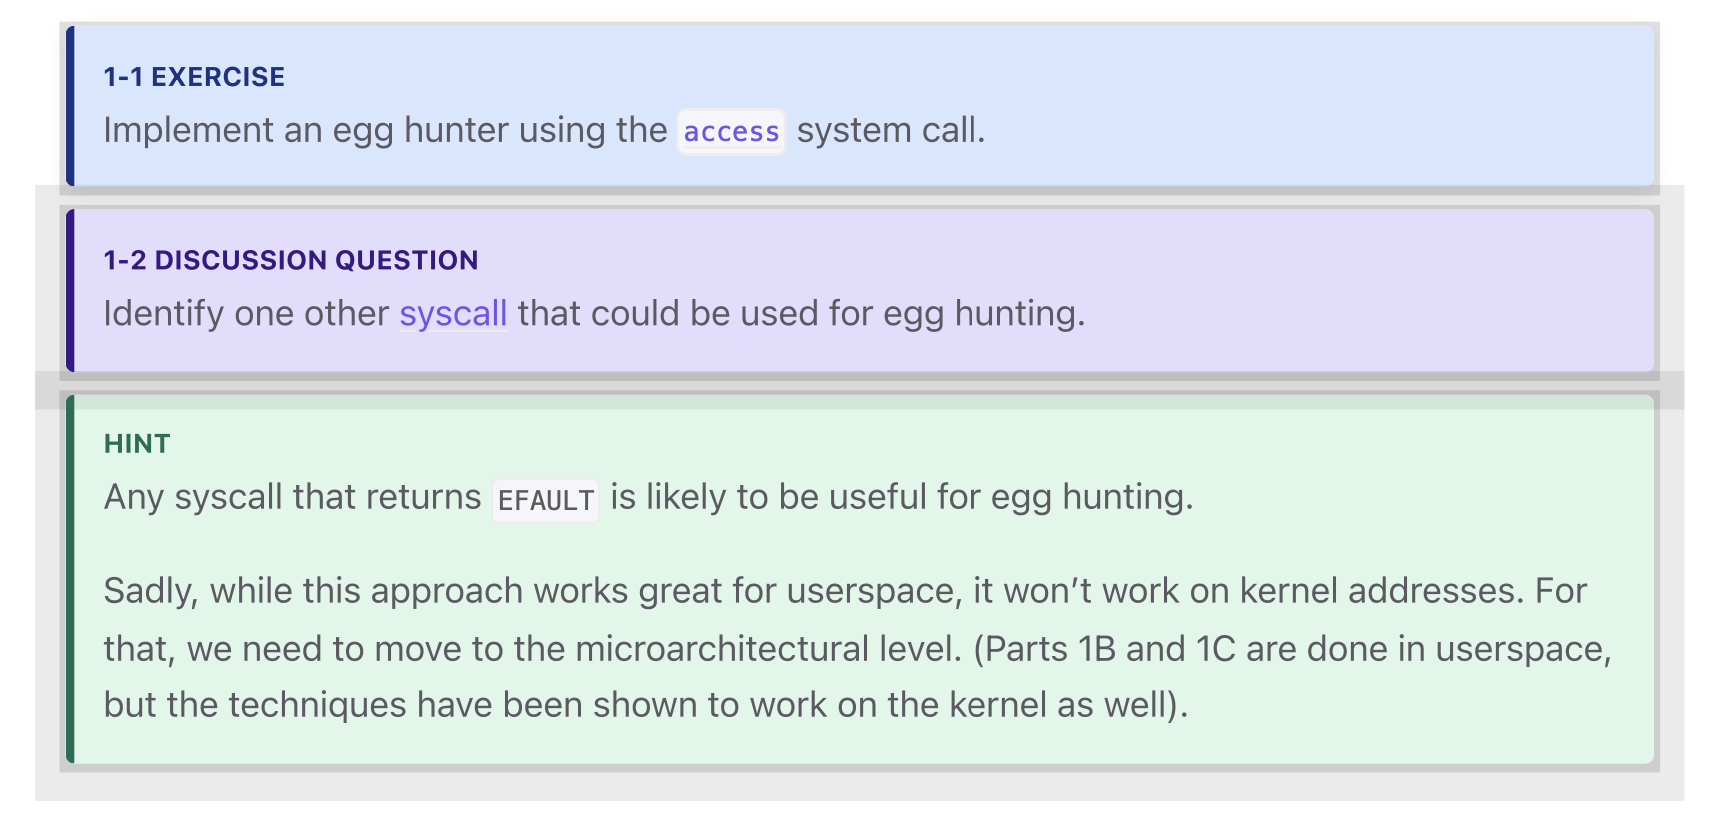 1-1 EXERCISE
Implement an egg hunter using the access system call.
1-2 DISCUSSION QUESTION
Identify one other syscall that could be used for egg hunting.
HINT
Any syscall that returns EFAULT is likely to be useful for egg hunting.
Sadly, while this approach works great for userspace, it won’t work on kernel addresses. For
that, we need to move to the microarchitectural level. (Parts 1B and 1C are done in userspace,
but the techniques have been shown to work on the kernel as well).